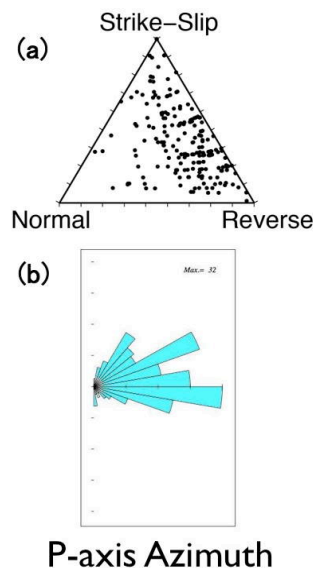 (a)
Strike–Slip
Normal
Reverse
(b)
Max.= 32
P-axis Azimuth